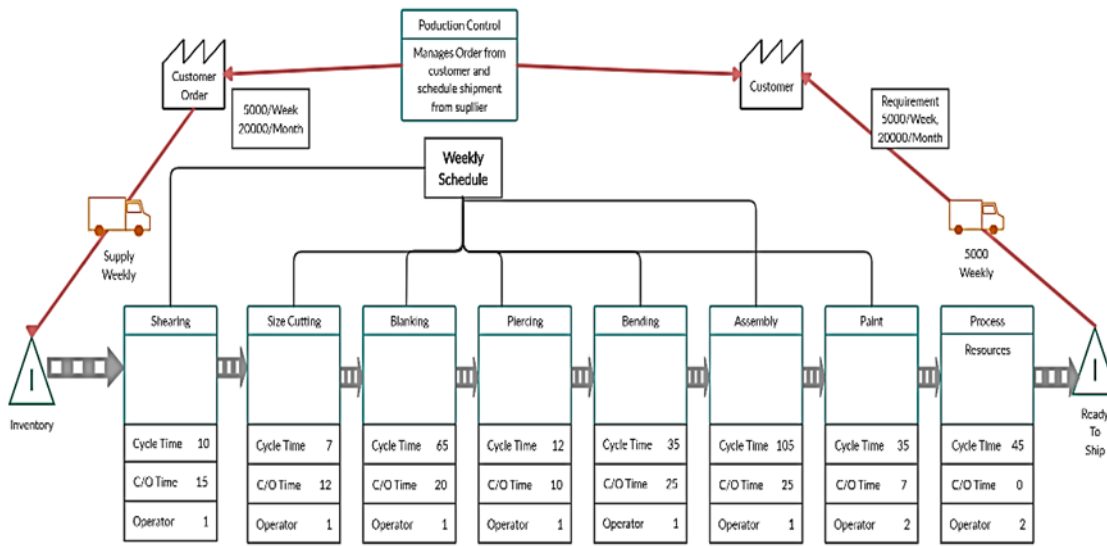 Poduction Control
Manages Order from
customer and
schedule shipment
from supllier
Customer
Order
Customer
5000/Week
20000/Month
Requirement
5000/Week,
20000/Month
Weekly
Schedule
Supply
Weekly
5000
Weekly
Shearing
Size Cutting
Blanking
Piercing
Bending
Assembly
Paint
Process
Resources
I
Inventory
I
Ready
To
Ship
Cycle Time 10
C/O Time 15
Operator 1
Cycle Time 7
C/O Time 12
Operator 1
Cycle Time 65
C/O Time 20
Operator 1
Cycle Time 12
C/O Time 10
Operator 1
Cycle Time 35
C/O Time 25
Operator 1
Cycle Time 105
C/O Time 25
Operator 1
Cycle Time 35
C/O Time 7
Operator 2
Cycle Time 45
C/O Time 0
Operator 2